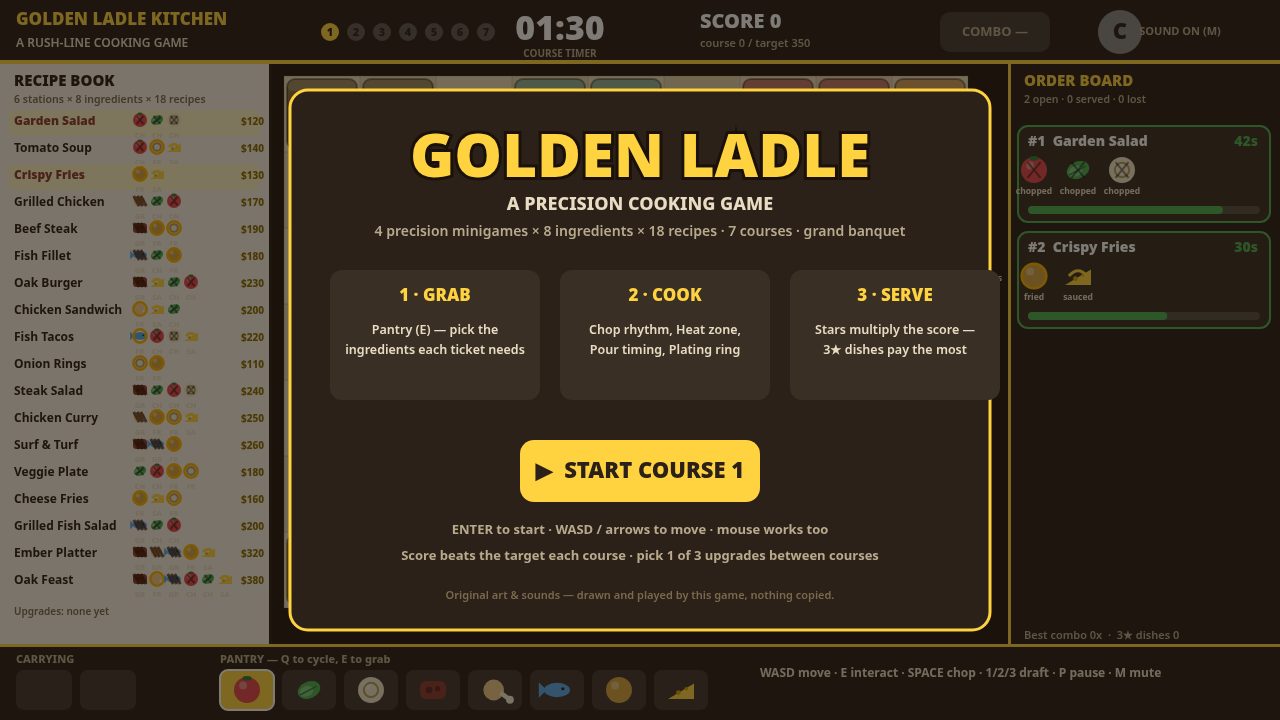 GOLDEN LADLE KITCHEN
A RUSH-LINE COOKING GAME
1 2 3 4 5 6 7
01:30
COURSE TIMER
SCORE 0
course 0 / target 350
COMBO —
C
SOUND ON (M)
RECIPE BOOK
6 stations × 8 ingredients × 18 recipes
Garden Salad $120
Tomato Soup $140
Crispy Fries $130
Grilled Chicken $170
Beef Steak $190
Fish Fillet $180
Oak Burger $230
Chicken Sandwich $200
Fish Tacos $220
Onion Rings $110
Steak Salad $240
Chicken Curry $250
Surf & Turf $260
Veggie Plate $180
Cheese Fries $160
Grilled Fish Salad $200
Ember Platter $320
Oak Feast $380
Upgrades: none yet
GOLDEN LADLE
A PRECISION COOKING GAME
4 precision minigames × 8 ingredients × 18 recipes · 7 courses · grand banquet
1 · GRAB
Pantry (E) — pick the
ingredients each ticket needs
2 · COOK
Chop rhythm, Heat zone,
Pour timing, Plating ring
3 · SERVE
Stars multiply the score —
3★ dishes pay the most
▶ START COURSE 1
ENTER to start · WASD / arrows to move · mouse works too
Score beats the target each course · pick 1 of 3 upgrades between courses
Original art & sounds — drawn and played by this game, nothing copied.
ORDER BOARD
2 open · 0 served · 0 lost
#1 Garden Salad 42s
chopped chopped chopped
#2 Crispy Fries 30s
fried sauced
Best combo 0x · 3★ dishes 0
CARRYING
PANTRY — Q to cycle, E to grab
WASD move · E interact · SPACE chop · 1/2/3 draft · P pause · M mute